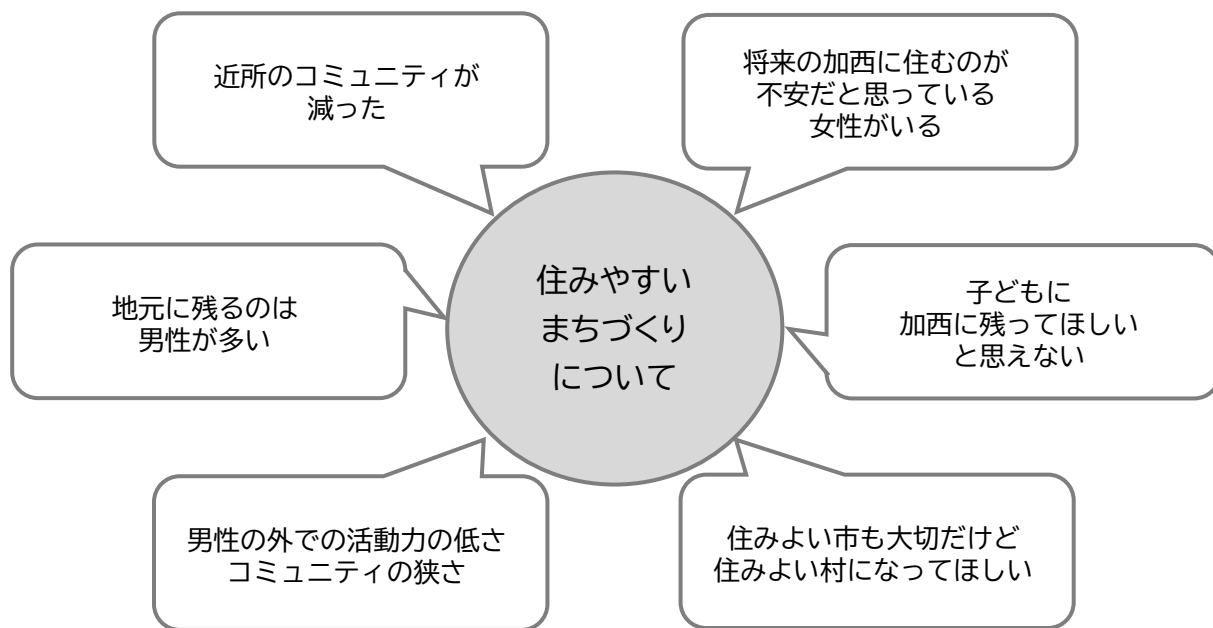 近所のコミュニティが
減った
将来の加西に住むのが
不安だと思っている
女性がいる
住みやすい
まちづくり
について
地元に残るのは
男性が多い
子どもに
加西に残ってほしい
と思えない
男性の外での活動力の低さ
コミュニティの狭さ
住みよい市も大切だけど
住みよい村になってほしい